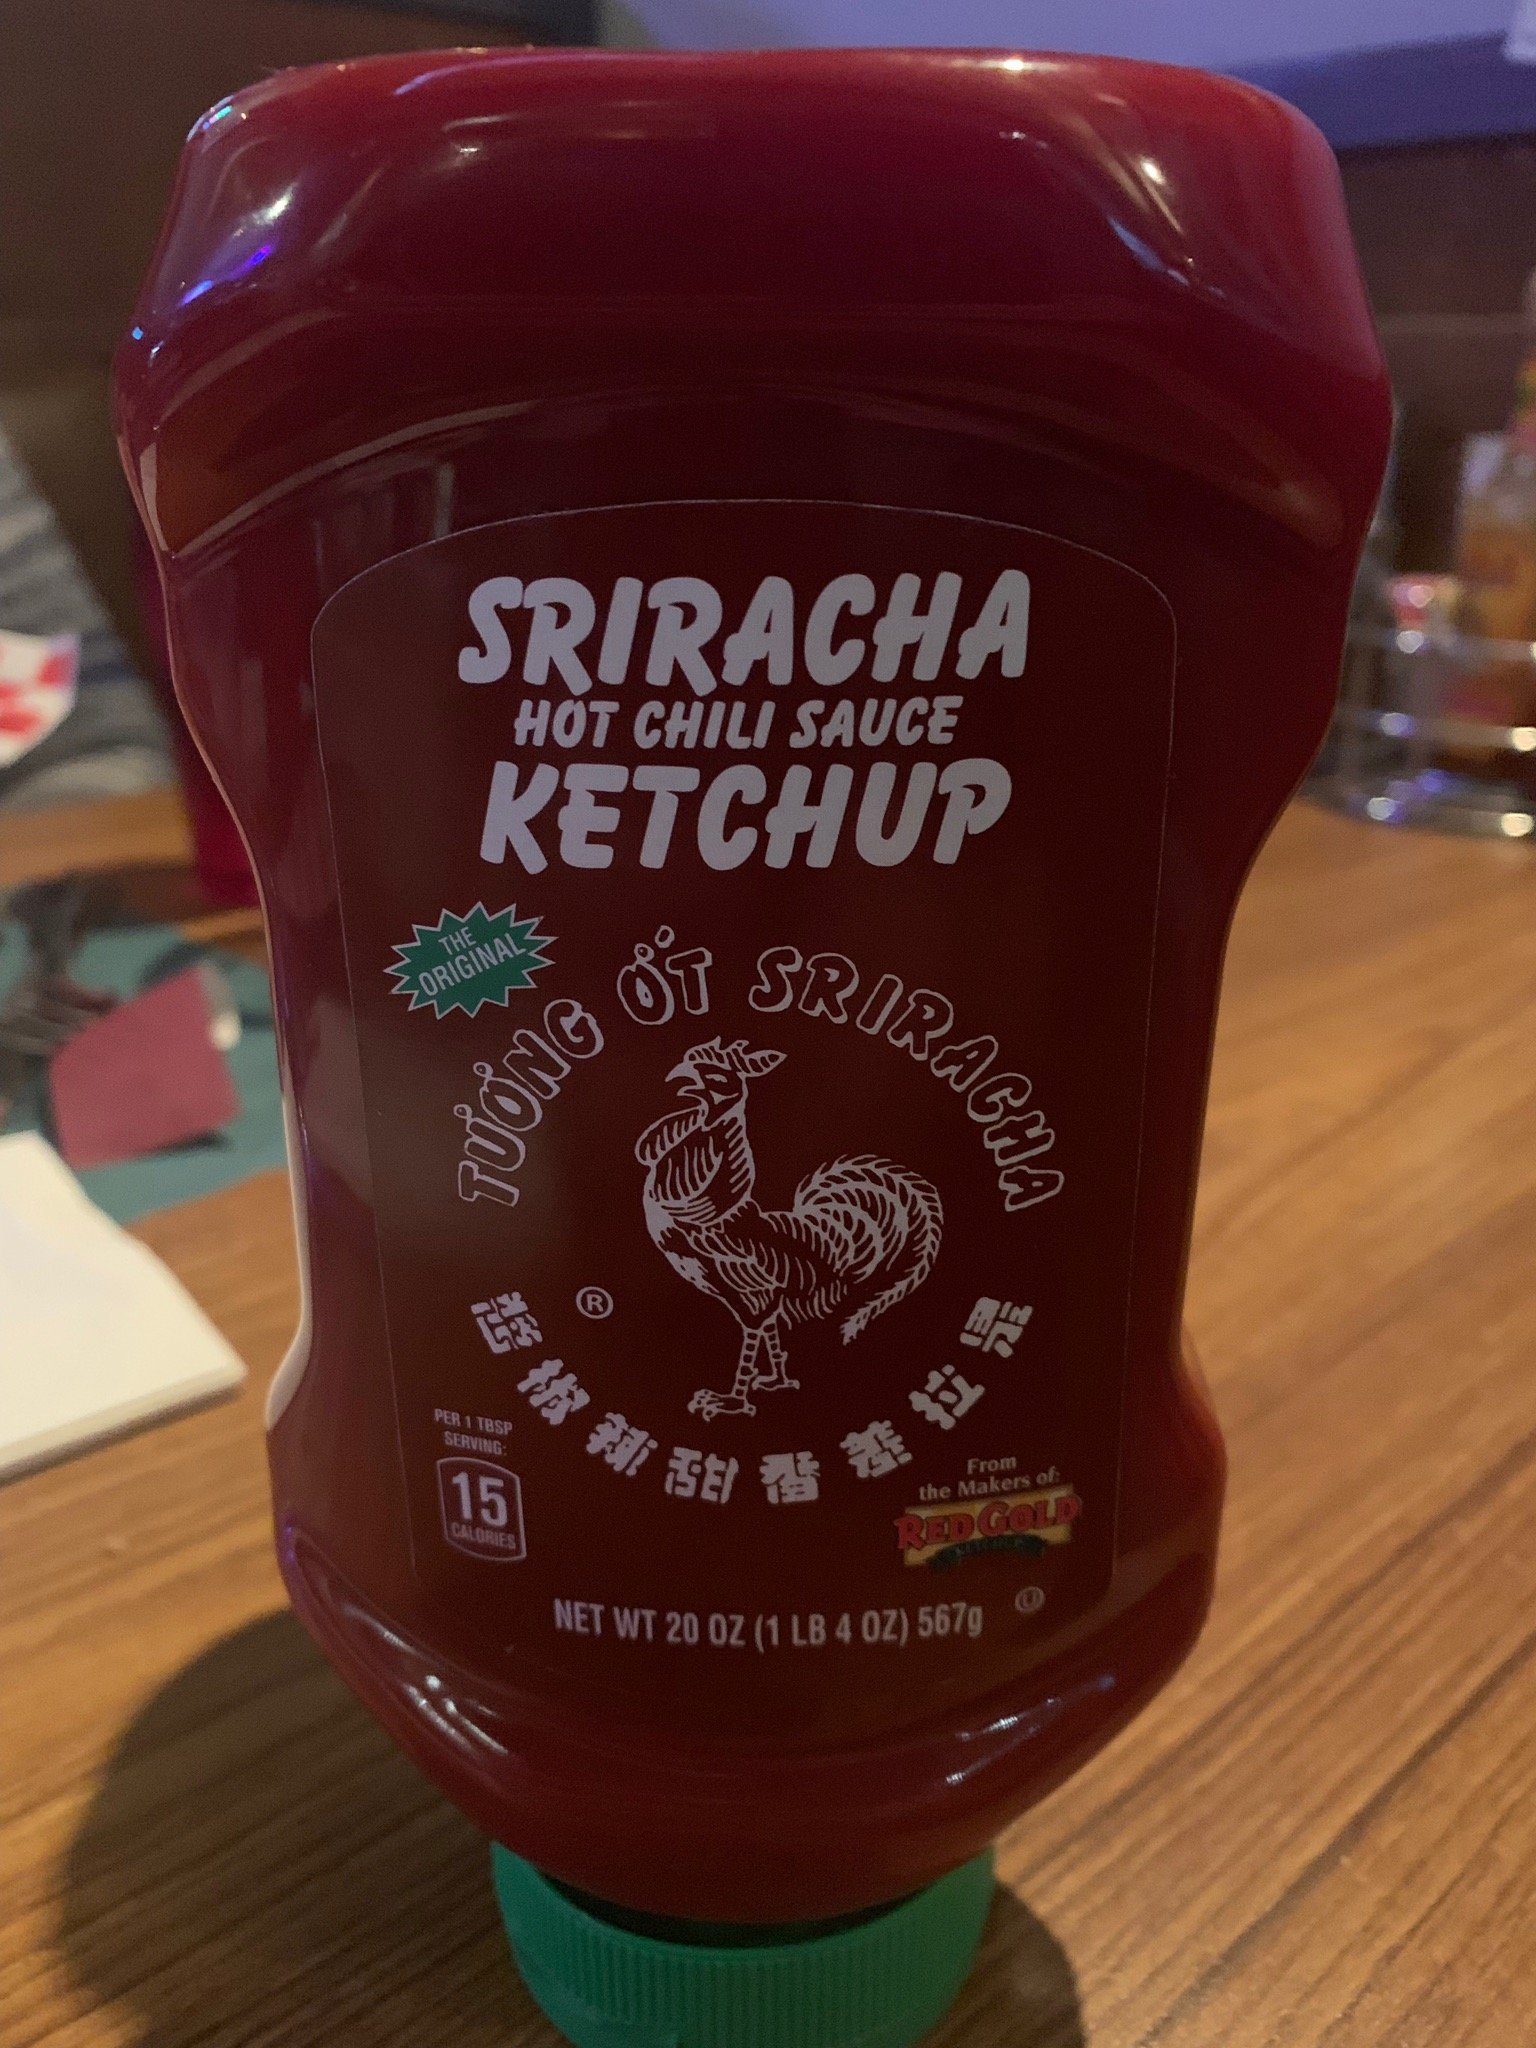 SRIRACHA
HOT CHILI SAUCE
KETCHUP
THE
ORIGINAL
TƯƠNG ỚT SRIRACHA
®
PER 1 TBSP
SERVING:
15
CALORIES
From
the Makers of:
RED GOLD
NET WT 20 OZ (1 LB 4 OZ) 567g
U